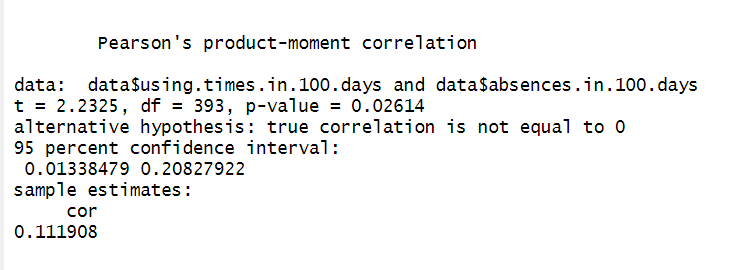 Pearson's product-moment correlation
data:  data$using.times.in.100.days and data$absences.in.100.days
t = 2.2325, df = 393, p-value = 0.02614
alternative hypothesis: true correlation is not equal to 0
95 percent confidence interval:
 0.01338479 0.20827922
sample estimates:
     cor
0.111908